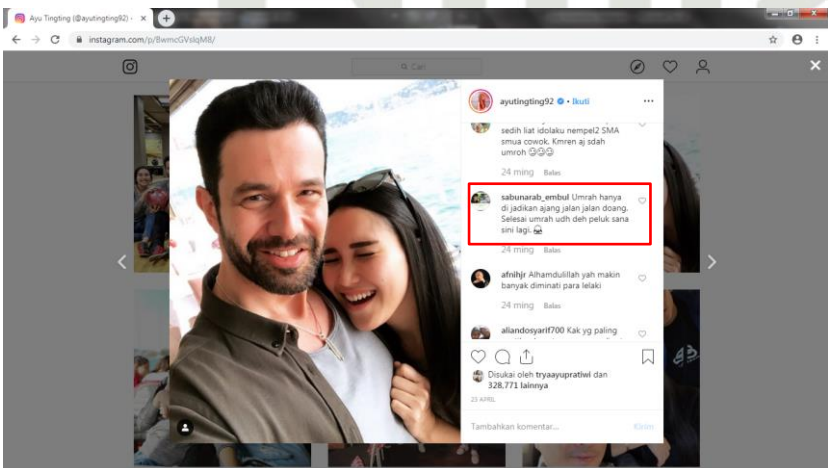 Ayu Tingting (@ayutingting92) •
instagram.com/p/BwmcGVslqM8/
Cari
ayutingting92 • Ikuti
sedih liat idolaku nempel2 SMA
smua cowok. Kmren aj sdah
umroh
24 ming Balas
sabunarab_embul Umrah hanya
di jadikan ajang jalan jalan doang.
Selesai umrah udh deh peluk sana
sini lagi.
24 ming Balas
afnihjr Alhamdulillah yah makin
banyak diminati para lelaki
24 ming Balas
aliandosyarif700 Kak yg paling
Disukai oleh tryaayupratiwi dan
328.771 lainnya
23 APRIL
Tambahkan komentar...
Kirim